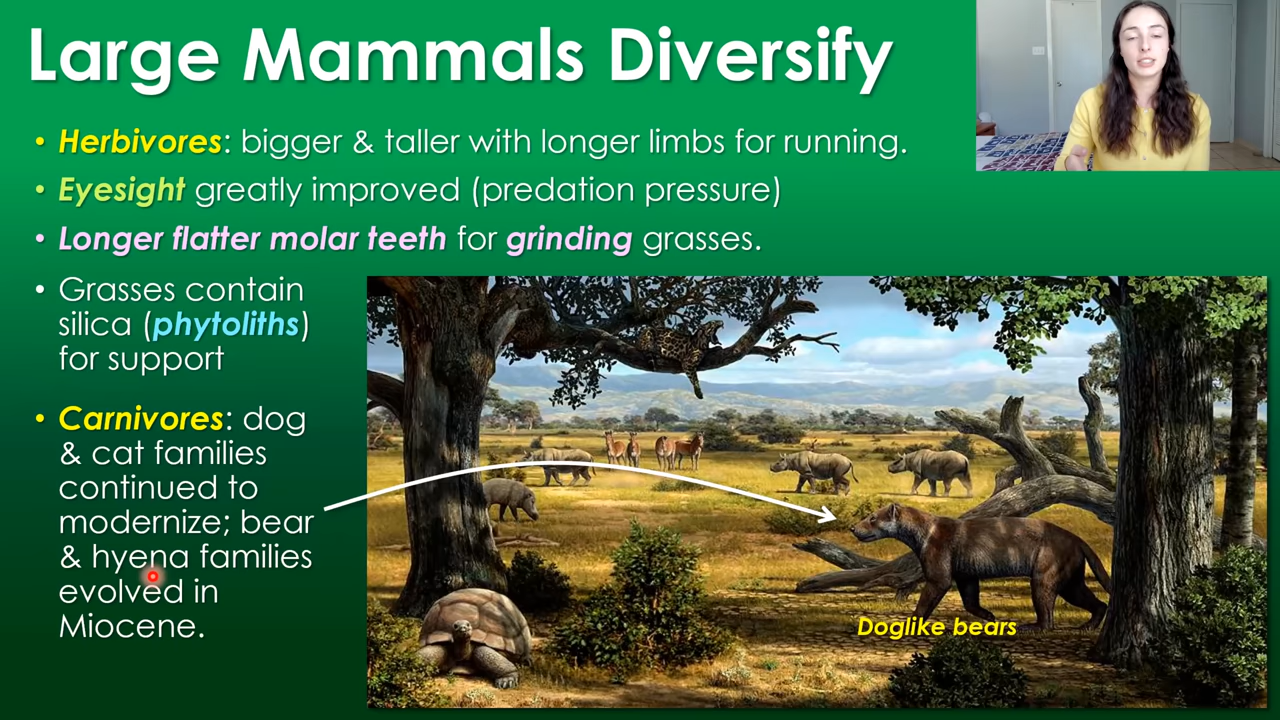 Large Mammals Diversify
• Herbivores: bigger & taller with longer limbs for running.
• Eyesight greatly improved (predation pressure)
• Longer flatter molar teeth for grinding grasses.
• Grasses contain
silica (phytoliths)
for support
• Carnivores: dog
& cat families
continued to
modernize; bear
& hyena families
evolved in
Miocene.
Doglike bears